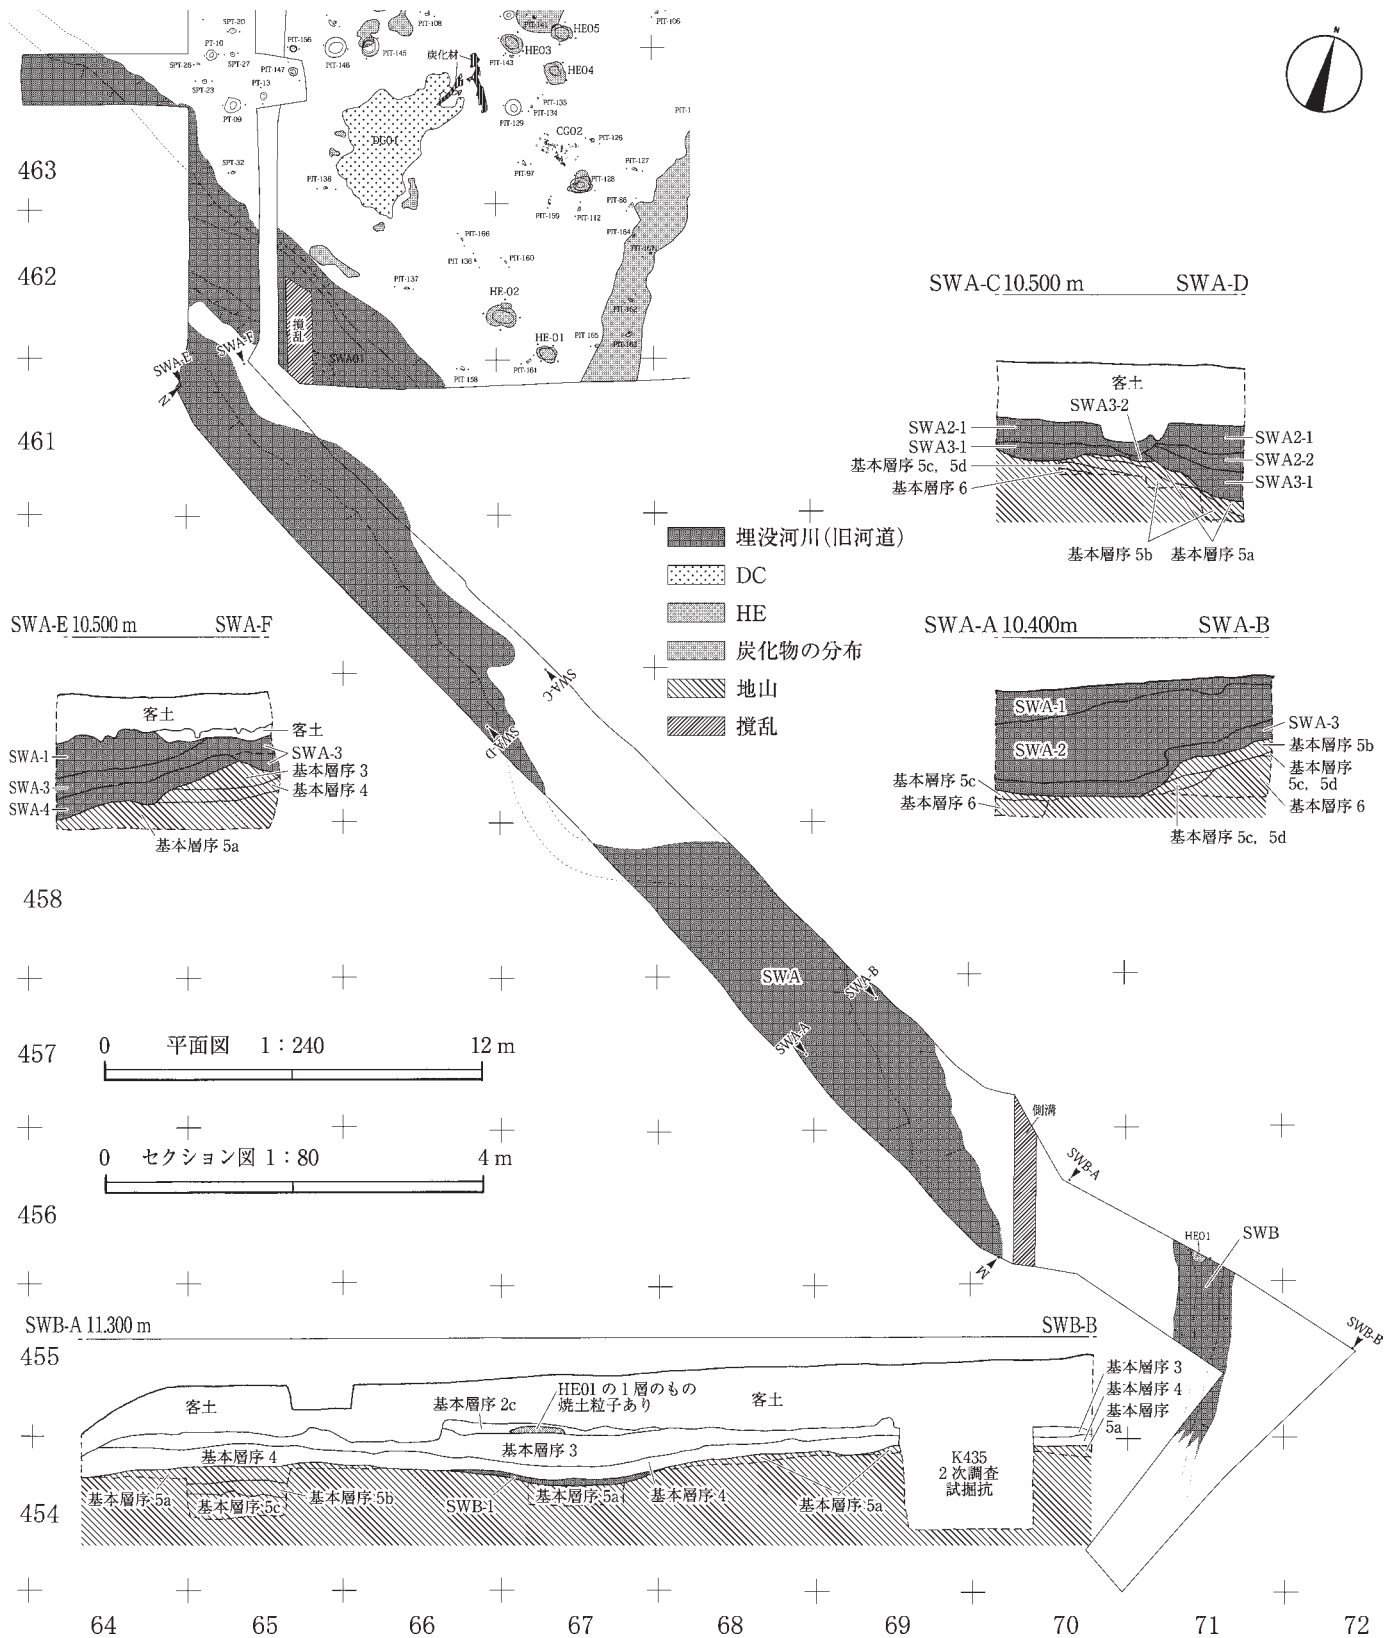 SPT-20
PT-10
SPT-26
SPT-27
SPT-23
PT-13
PT-09
SPT-32
PIT-156
PIT-147
PIT-146
PIT-145
PIT-108
炭化材
PIT-141
HE05
HE03
PIT-143
HE04
PIT-106
PIT-135
PIT-134
PIT-129
CG02
PIT-126
PIT-97
PIT-127
PIT-128
PIT-159
PIT-112
PIT-88
PIT-164
PIT-136
PIT-166
PIT-160
PIT-137
HE-02
PIT-162
HE-01
PIT-165
PIT-163
PIT-161
PIT-158
攪乱
SWA01
N
463
462
461
458
457
456
455
454
SWA-E
SWA-F
N
SWA-C
SWA-D
SWA
SWA-B
SWA-A
M
側溝
SWB-A
HE01
SWB
SWB-B
SWA-C 10.500 m SWA-D
客土
SWA3-2
SWA2-1
SWA3-1
基本層序 5c, 5d
基本層序 6
SWA2-1
SWA2-2
SWA3-1
基本層序 5b 基本層序 5a
埋没河川(旧河道)
DC
HE
炭化物の分布
地山
攪乱
SWA-E 10.500 m SWA-F
客土
客土
SWA-1
SWA-3
SWA-3
基本層序 3
基本層序 4
SWA-4
基本層序 5a
SWA-A 10.400m SWA-B
SWA-1
SWA-2
SWA-3
基本層序 5b
基本層序
5c, 5d
基本層序 5c
基本層序 6
基本層序 6
基本層序 5c, 5d
0 平面図 1:240 12 m
0 セクション図 1:80 4 m
SWB-A 11.300 m SWB-B
客土
基本層序 2c
HE01 の 1 層のもの
焼土粒子あり
客土
基本層序 3
基本層序 4
基本層序
5a
基本層序 3
基本層序 4
基本層序 5a
基本層序 5c
基本層序 5b
SWB-1
基本層序 5a
基本層序 4
基本層序 5a
K435
2 次調査
試掘抗
64 65 66 67 68 69 70 71 72